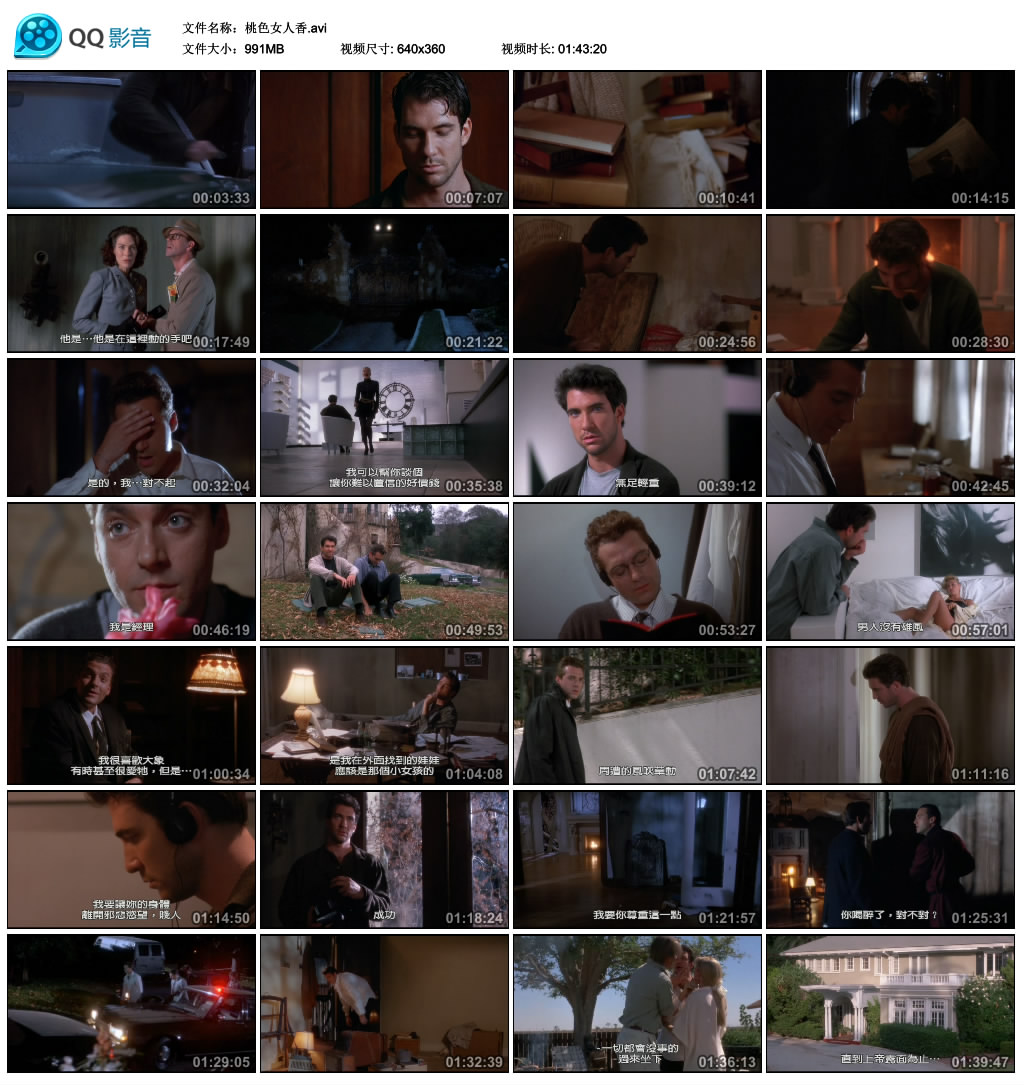 QQ 影音
文件名称: 桃色女人香.avi
文件大小: 991MB 视频尺寸: 640x360 视频时长: 01:43:20
00:03:33
00:07:07
00:10:41
00:14:15
他是…他是在這裡動的手吧
00:17:49
00:21:22
00:24:56
00:28:30
是的，我…對不起
00:32:04
我可以幫你談個
讓你難以置信的好價錢
00:35:38
無足輕重
00:39:12
00:42:45
我是經理
00:46:19
00:49:53
00:53:27
男人沒有雄風
00:57:01
我很喜歡大象
有時甚至很愛牠，但是…
01:00:34
是我在外面找到的娃娃
應該是那個小女孩的
01:04:08
周遭的風吹草動
01:07:42
01:11:16
我要讓妳的身體
離開邪惡慾望，賤人
01:14:50
成功
01:18:24
我要你尊重這一點
01:21:57
你喝醉了，對不對？
01:25:31
01:29:05
01:32:39
一切都會沒事的
過來坐下
01:36:13
直到上帝露面為止…
01:39:47